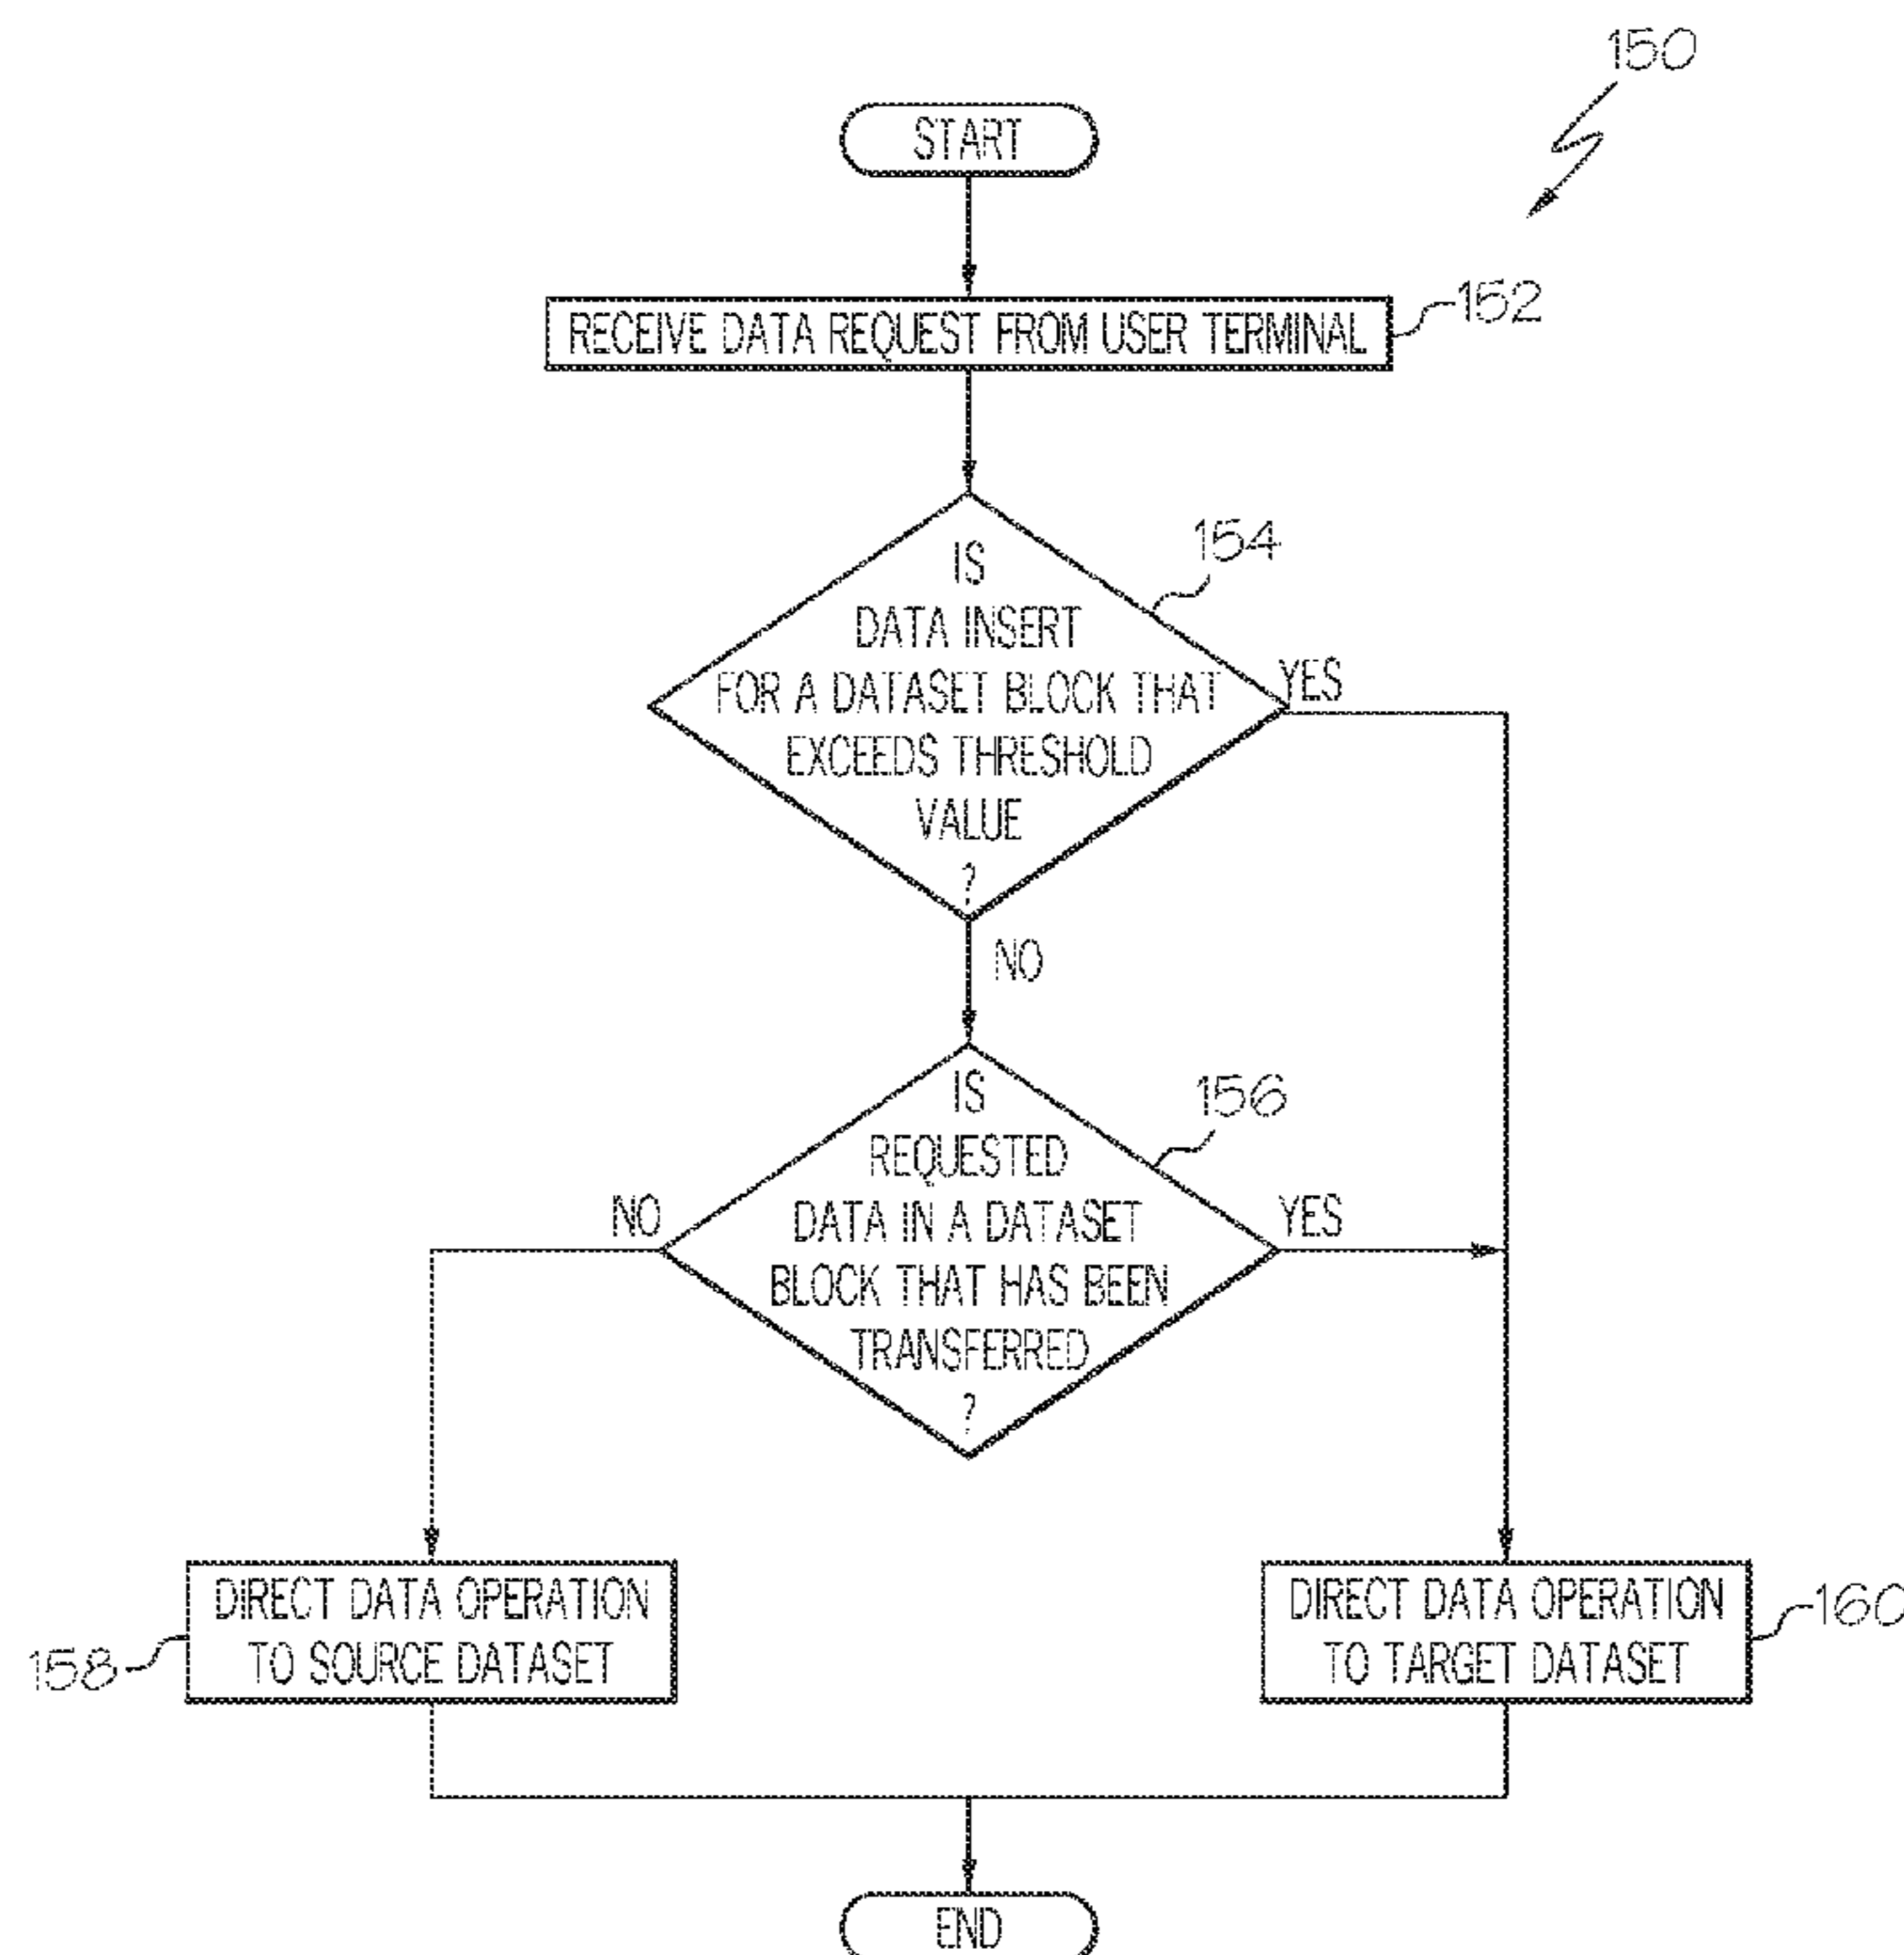 150
START
RECEIVE DATA REQUEST FROM USER TERMINAL
152
IS
DATA INSERT
FOR A DATASET BLOCK THAT
EXCEEDS THRESHOLD
VALUE
?
154
YES
NO
IS
REQUESTED
DATA IN A DATASET
BLOCK THAT HAS BEEN
TRANSFERRED
?
156
NO
YES
DIRECT DATA OPERATION
TO SOURCE DATASET
158
DIRECT DATA OPERATION
TO TARGET DATASET
160
END